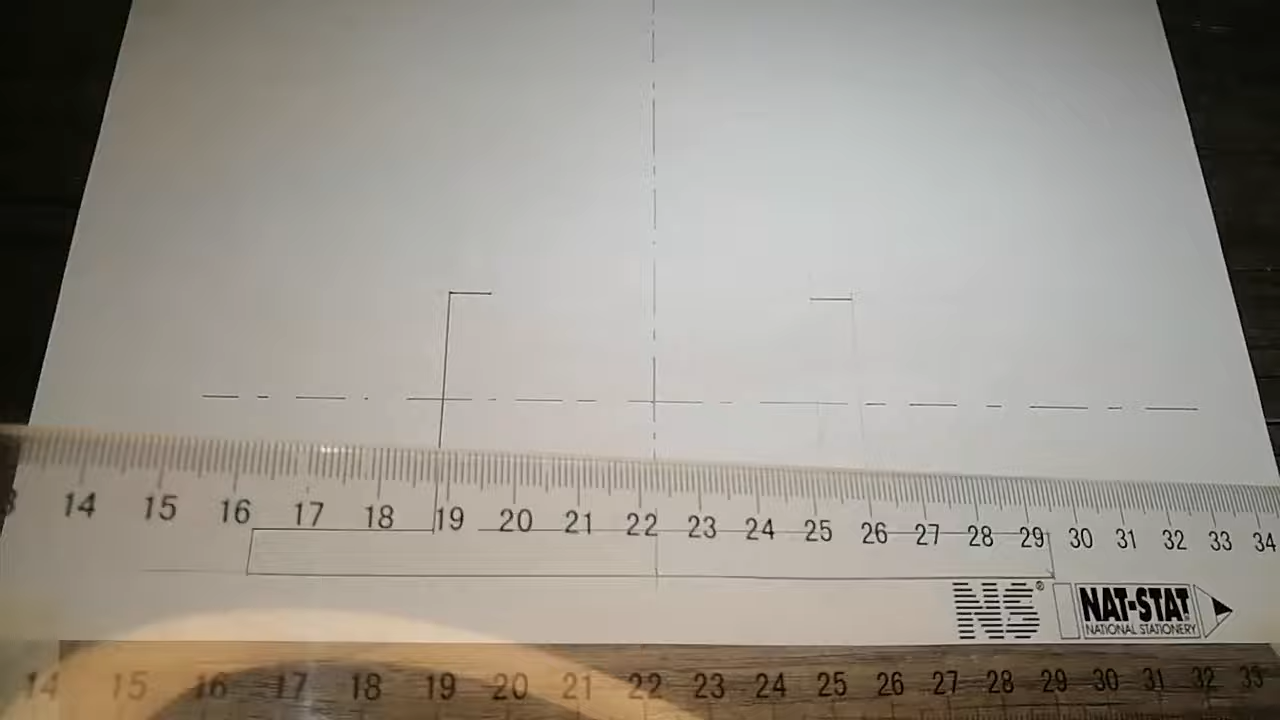 14 15 16 17 18 19 20 21 22 23 24 25 26 27 28 29 30 31 32 33 34
NS®
NAT-STAT
NATIONAL STATIONERY
14 15 16 17 18 19 20 21 22 23 24 25 26 27 28 29 30 31 32 33